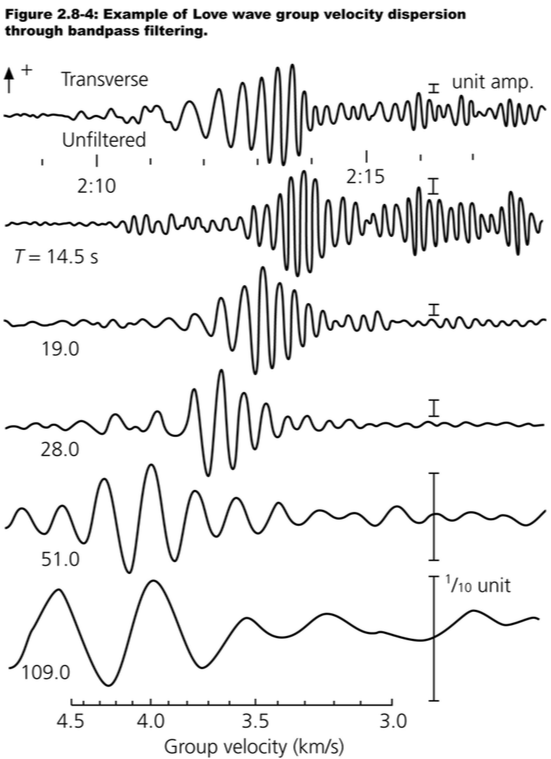 Figure 2.8-4: Example of Love wave group velocity dispersion
through bandpass filtering.
+ Transverse
unit amp.
Unfiltered
2:10
2:15
T = 14.5 s
19.0
28.0
51.0
1/10 unit
109.0
4.5 4.0 3.5 3.0
Group velocity (km/s)